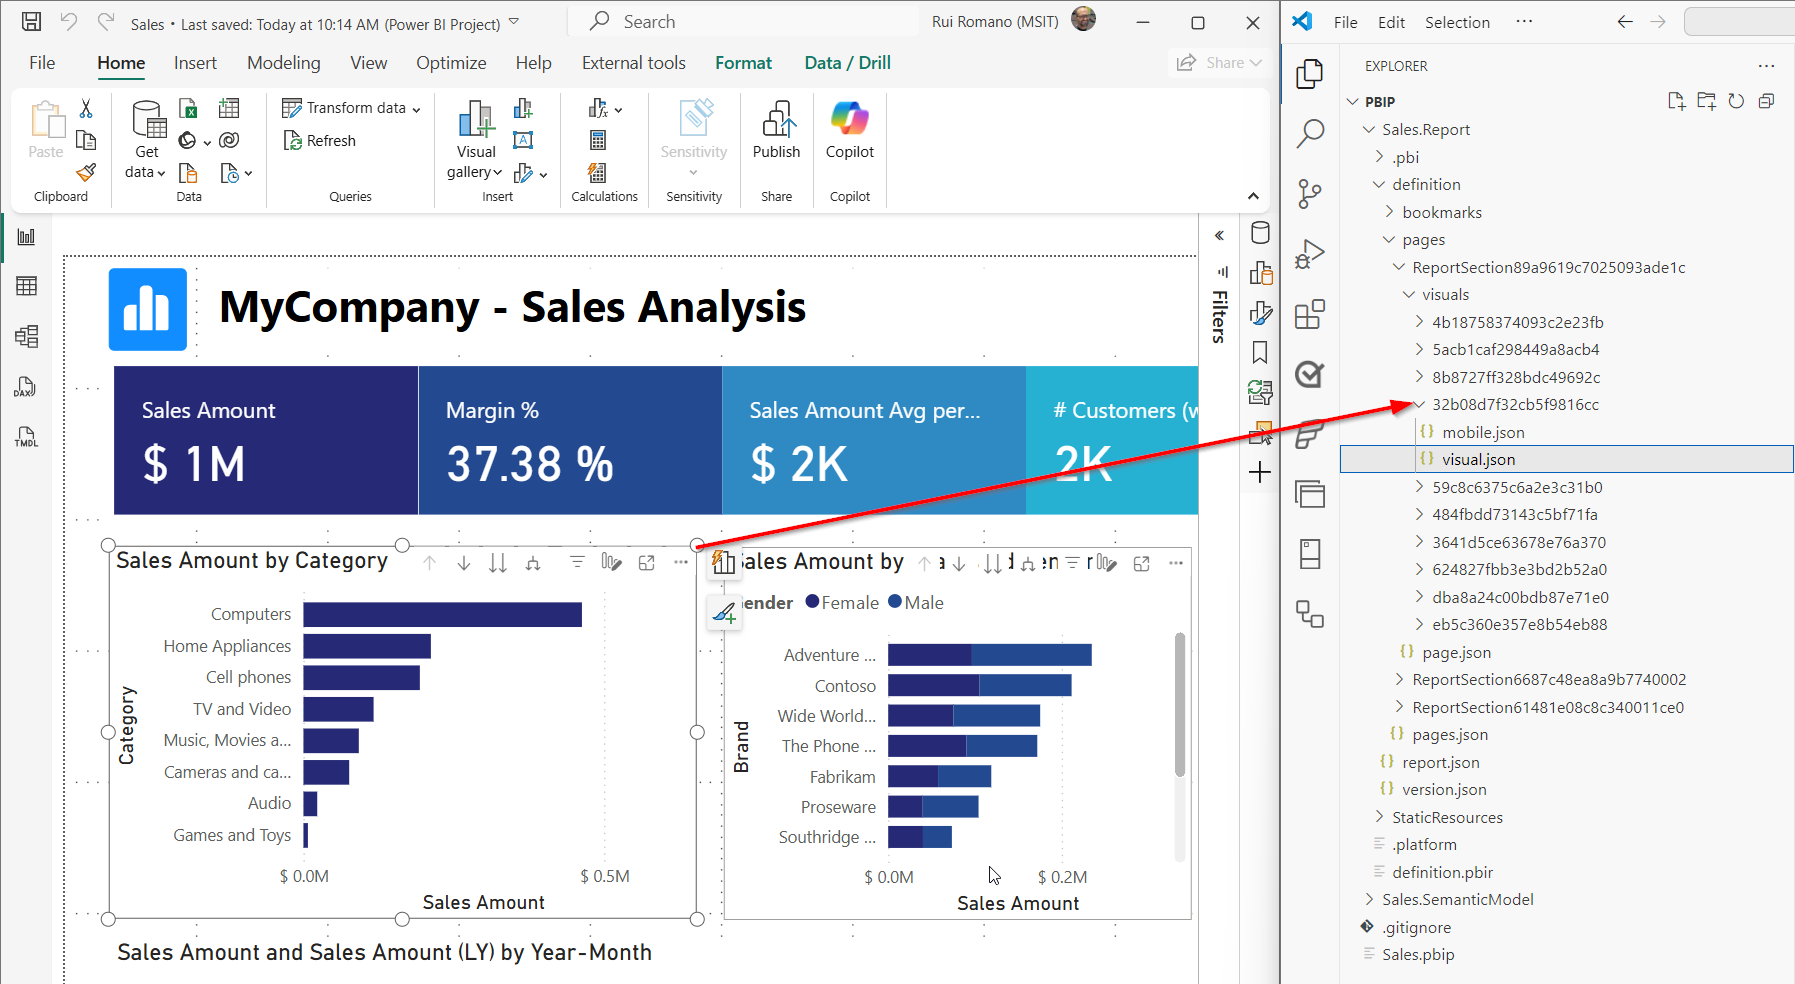 Sales • Last saved: Today at 10:14 AM (Power BI Project)
Search
Rui Romano (MSIT)
File Home Insert Modeling View Optimize Help External tools Format Data / Drill
Share
Paste
Clipboard
Get data
Data
Transform data
Refresh
Queries
Visual gallery
A
Insert
Calculations
Sensitivity
Sensitivity
Publish
Share
Copilot
Copilot
DAX
TMDL
MyCompany - Sales Analysis
Sales Amount
$ 1M
Margin %
37.38 %
Sales Amount Avg per...
$ 2K
# Customers (w
2K
Filters
Sales Amount by Category
Category
Computers
Home Appliances
Cell phones
TV and Video
Music, Movies a...
Cameras and ca...
Audio
Games and Toys
$ 0.0M $ 0.5M
Sales Amount
ales Amount by
ender Female Male
Brand
Adventure ...
Contoso
Wide World...
The Phone ...
Fabrikam
Proseware
Southridge ...
$ 0.0M $ 0.2M
Sales Amount
Sales Amount and Sales Amount (LY) by Year-Month
File Edit Selection ···
EXPLORER
PBIP
Sales.Report
.pbi
definition
bookmarks
pages
ReportSection89a9619c7025093ade1c
visuals
4b18758374093c2e23fb
5acb1caf298449a8acb4
8b8727ff328bdc49692c
32b08d7f32cb5f9816cc
{} mobile.json
{} visual.json
59c8c6375c6a2e3c31b0
484fbdd73143c5bf71fa
3641d5ce63678e76a370
624827fbb3e3bd2b52a0
dba8a24c00bdb87e71e0
eb5c360e357e8b54eb88
{} page.json
ReportSection6687c48ea8a9b7740002
ReportSection61481e08c8c340011ce0
{} pages.json
{} report.json
{} version.json
StaticResources
.platform
definition.pbir
Sales.SemanticModel
.gitignore
Sales.pbip